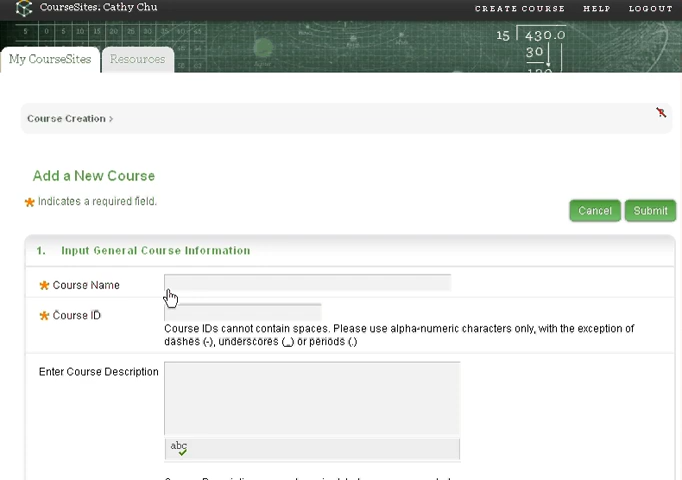 CourseSites: Cathy Chu
CREATE COURSE HELP LOGOUT
15 430.0
30
130
My CourseSites Resources
Course Creation >
Add a New Course
Indicates a required field.
Cancel Submit
1. Input General Course Information
Course Name
Course ID
Course IDs cannot contain spaces. Please use alpha-numeric characters only, with the exception of
dashes (-), underscores (_) or periods (.)
Enter Course Description
abc